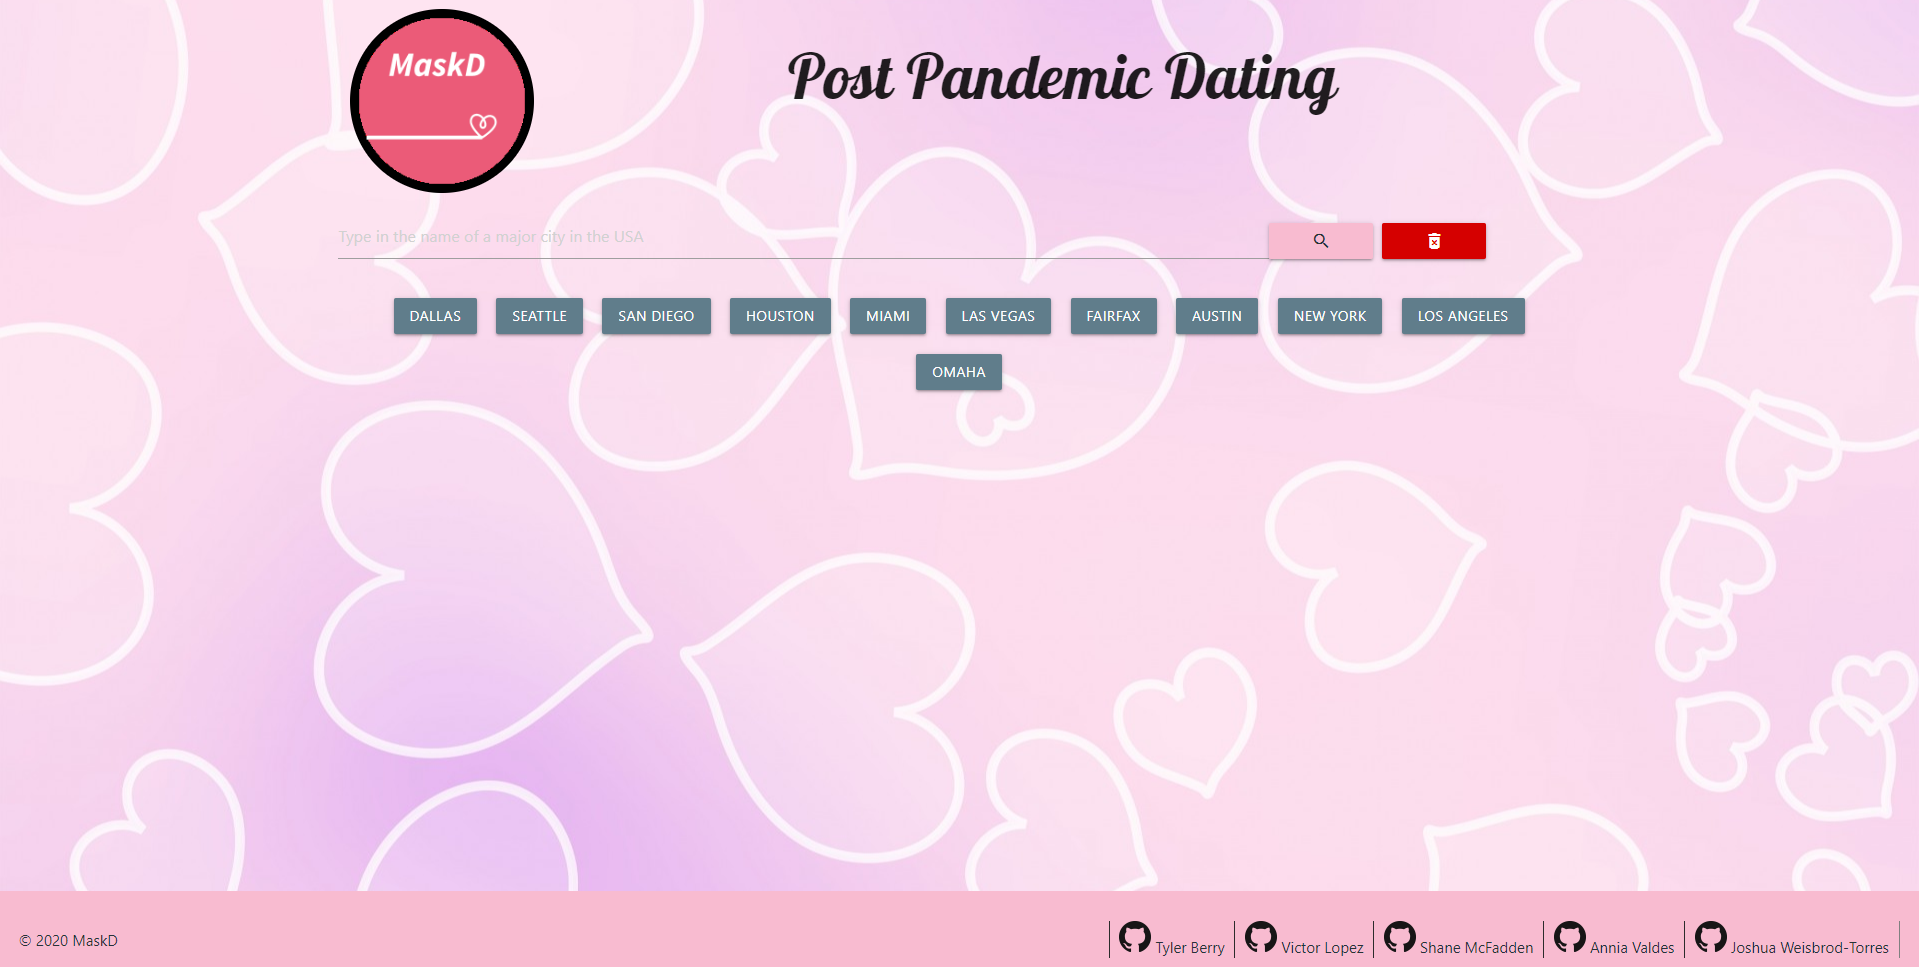 MaskD
Post Pandemic Dating
Type in the name of a major city in the USA
DALLAS SEATTLE SAN DIEGO HOUSTON MIAMI LAS VEGAS FAIRFAX AUSTIN NEW YORK LOS ANGELES
OMAHA
© 2020 MaskD Tyler Berry Victor Lopez Shane McFadden Annia Valdes Joshua Weisbrod-Torres